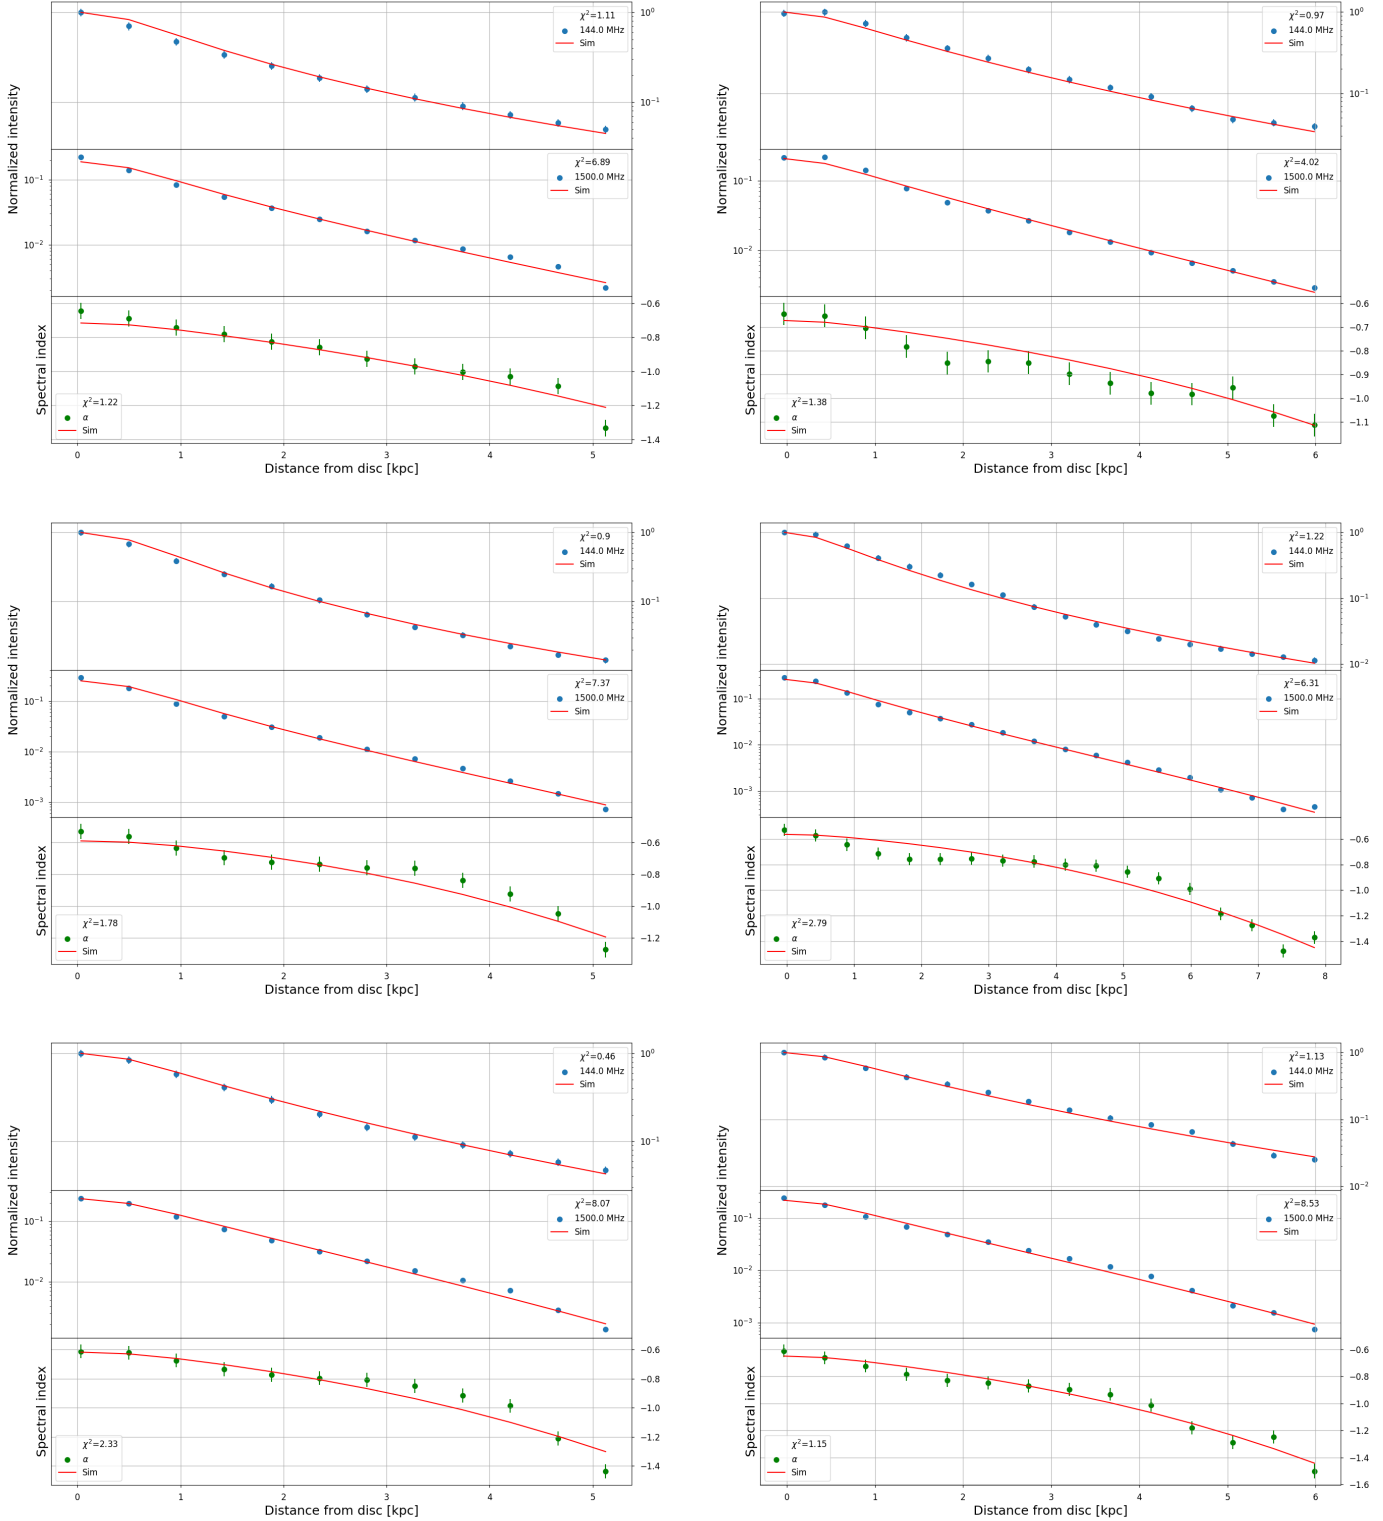 χ²=1.11
144.0 MHz
Sim
10⁰
10⁻¹
Normalized intensity
χ²=6.89
1500.0 MHz
Sim
10⁻¹
10⁻²
−0.6
−0.8
−1.0
−1.2
−1.4
Spectral index
χ²=1.22
α
Sim
0 1 2 3 4 5
Distance from disc [kpc]
χ²=0.97
144.0 MHz
Sim
10⁰
10⁻¹
Normalized intensity
χ²=4.02
1500.0 MHz
Sim
10⁻¹
10⁻²
−0.6
−0.7
−0.8
−0.9
−1.0
−1.1
Spectral index
χ²=1.38
α
Sim
0 1 2 3 4 5 6
Distance from disc [kpc]
χ²=0.9
144.0 MHz
Sim
10⁰
10⁻¹
Normalized intensity
χ²=7.37
1500.0 MHz
Sim
10⁻¹
10⁻²
10⁻³
−0.6
−0.8
−1.0
−1.2
Spectral index
χ²=1.78
α
Sim
0 1 2 3 4 5
Distance from disc [kpc]
χ²=1.22
144.0 MHz
Sim
10⁰
10⁻¹
10⁻²
Normalized intensity
χ²=6.31
1500.0 MHz
Sim
10⁻¹
10⁻²
10⁻³
−0.6
−0.8
−1.0
−1.2
−1.4
Spectral index
χ²=2.79
α
Sim
0 1 2 3 4 5 6 7 8
Distance from disc [kpc]
χ²=0.46
144.0 MHz
Sim
10⁰
10⁻¹
Normalized intensity
χ²=8.07
1500.0 MHz
Sim
10⁻¹
10⁻²
−0.6
−0.8
−1.0
−1.2
−1.4
Spectral index
χ²=2.33
α
Sim
0 1 2 3 4 5
Distance from disc [kpc]
χ²=1.13
144.0 MHz
Sim
10⁰
10⁻¹
10⁻²
Normalized intensity
χ²=8.53
1500.0 MHz
Sim
10⁻¹
10⁻²
10⁻³
−0.6
−0.8
−1.0
−1.2
−1.4
−1.6
Spectral index
χ²=1.15
α
Sim
0 1 2 3 4 5 6
Distance from disc [kpc]